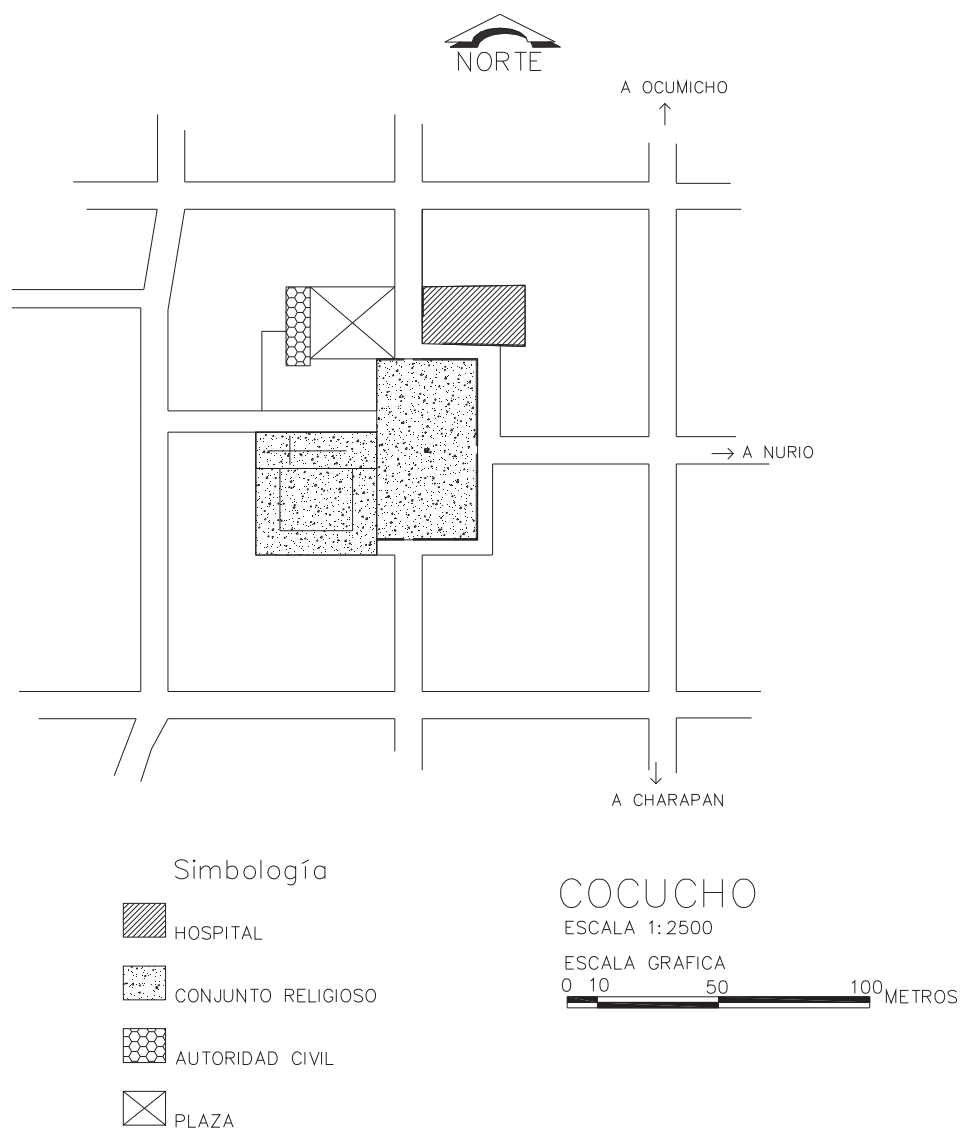 NORTE
A OCUMICHO
A NURIO
A CHARAPAN
Simbología
HOSPITAL
CONJUNTO RELIGIOSO
AUTORIDAD CIVIL
PLAZA
COCUCHO
ESCALA 1:2500
ESCALA GRAFICA
0 10 50 100 METROS